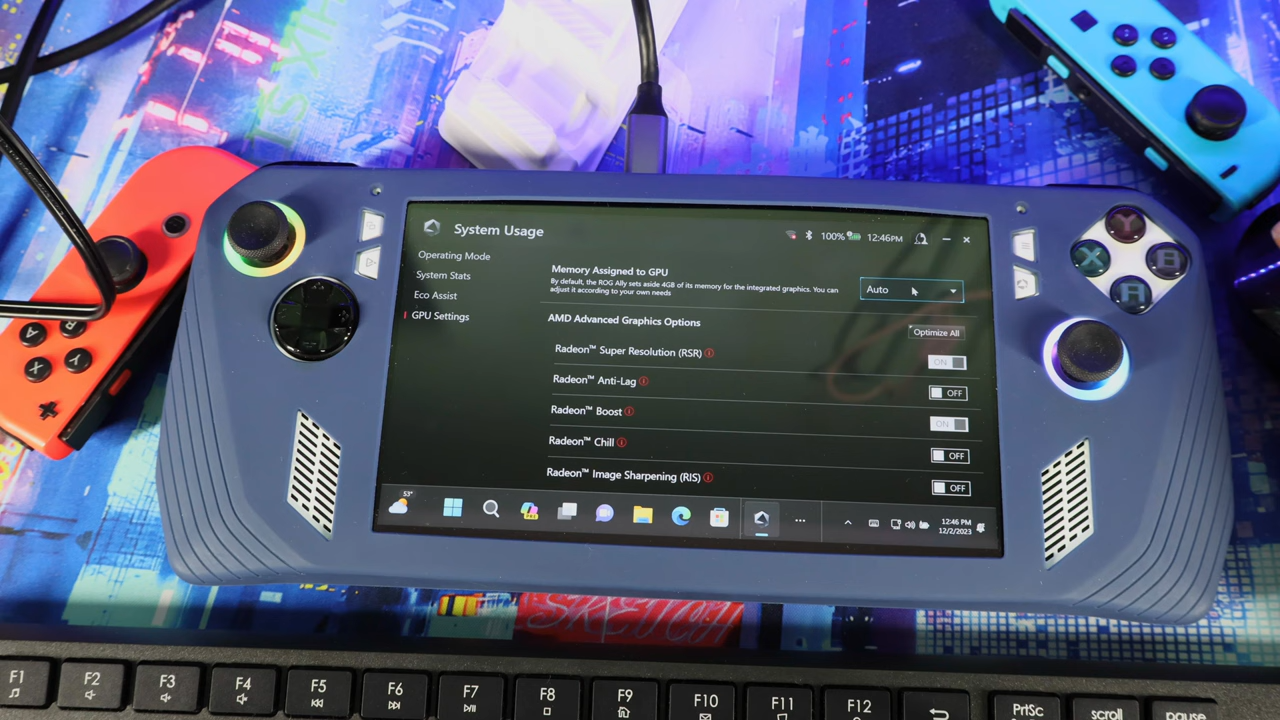 System Usage
100% 12:46PM
Operating Mode
System Stats
Eco Assist
GPU Settings
Memory Assigned to GPU
By default, the ROG Ally sets aside 4GB of its memory for the integrated graphics. You can
adjust it according to your own needs
Auto
AMD Advanced Graphics Options
Optimize All
Radeon™ Super Resolution (RSR)
ON
Radeon™ Anti-Lag
OFF
Radeon™ Boost
ON
Radeon™ Chill
OFF
Radeon™ Image Sharpening (RIS)
OFF
53°
12:46 PM
12/2/2023
Y
X
B
A
A
B
X
Y
SKETCH
F1
F2
F3
F4
F5
F6
F7
F8
F9
F10
F11
F12
PrtSc
scroll
pause